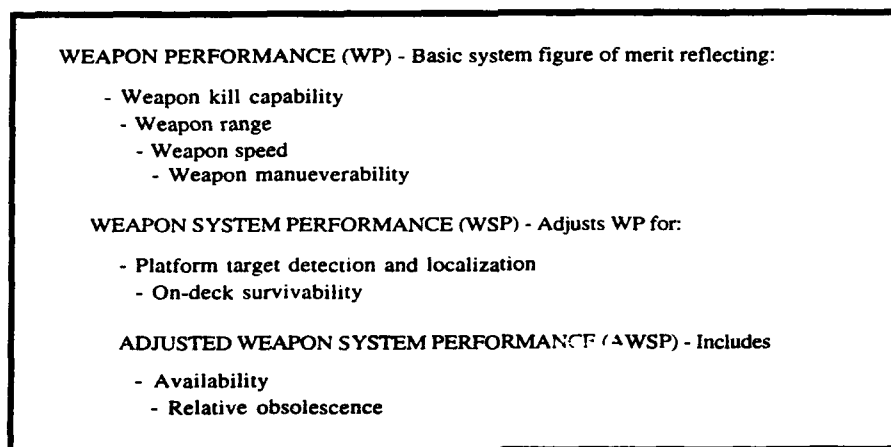 WEAPON PERFORMANCE (WP) - Basic system figure of merit reflecting:
- Weapon kill capability
- Weapon range
- Weapon speed
- Weapon manueverability
WEAPON SYSTEM PERFORMANCE (WSP) - Adjusts WP for:
- Platform target detection and localization
- On-deck survivability
ADJUSTED WEAPON SYSTEM PERFORMANCE (AWSP) - Includes
- Availability
- Relative obsolescence